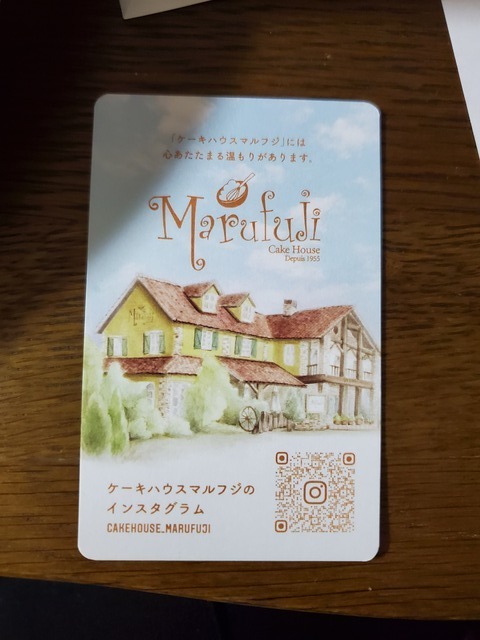 「ケーキハウスマルフジ」には
心あたたまる温もりがあります。
Marufuji
Cake House
Depuis 1955
ケーキハウスマルフジの
インスタグラム
CAKEHOUSE_MARUFUJI